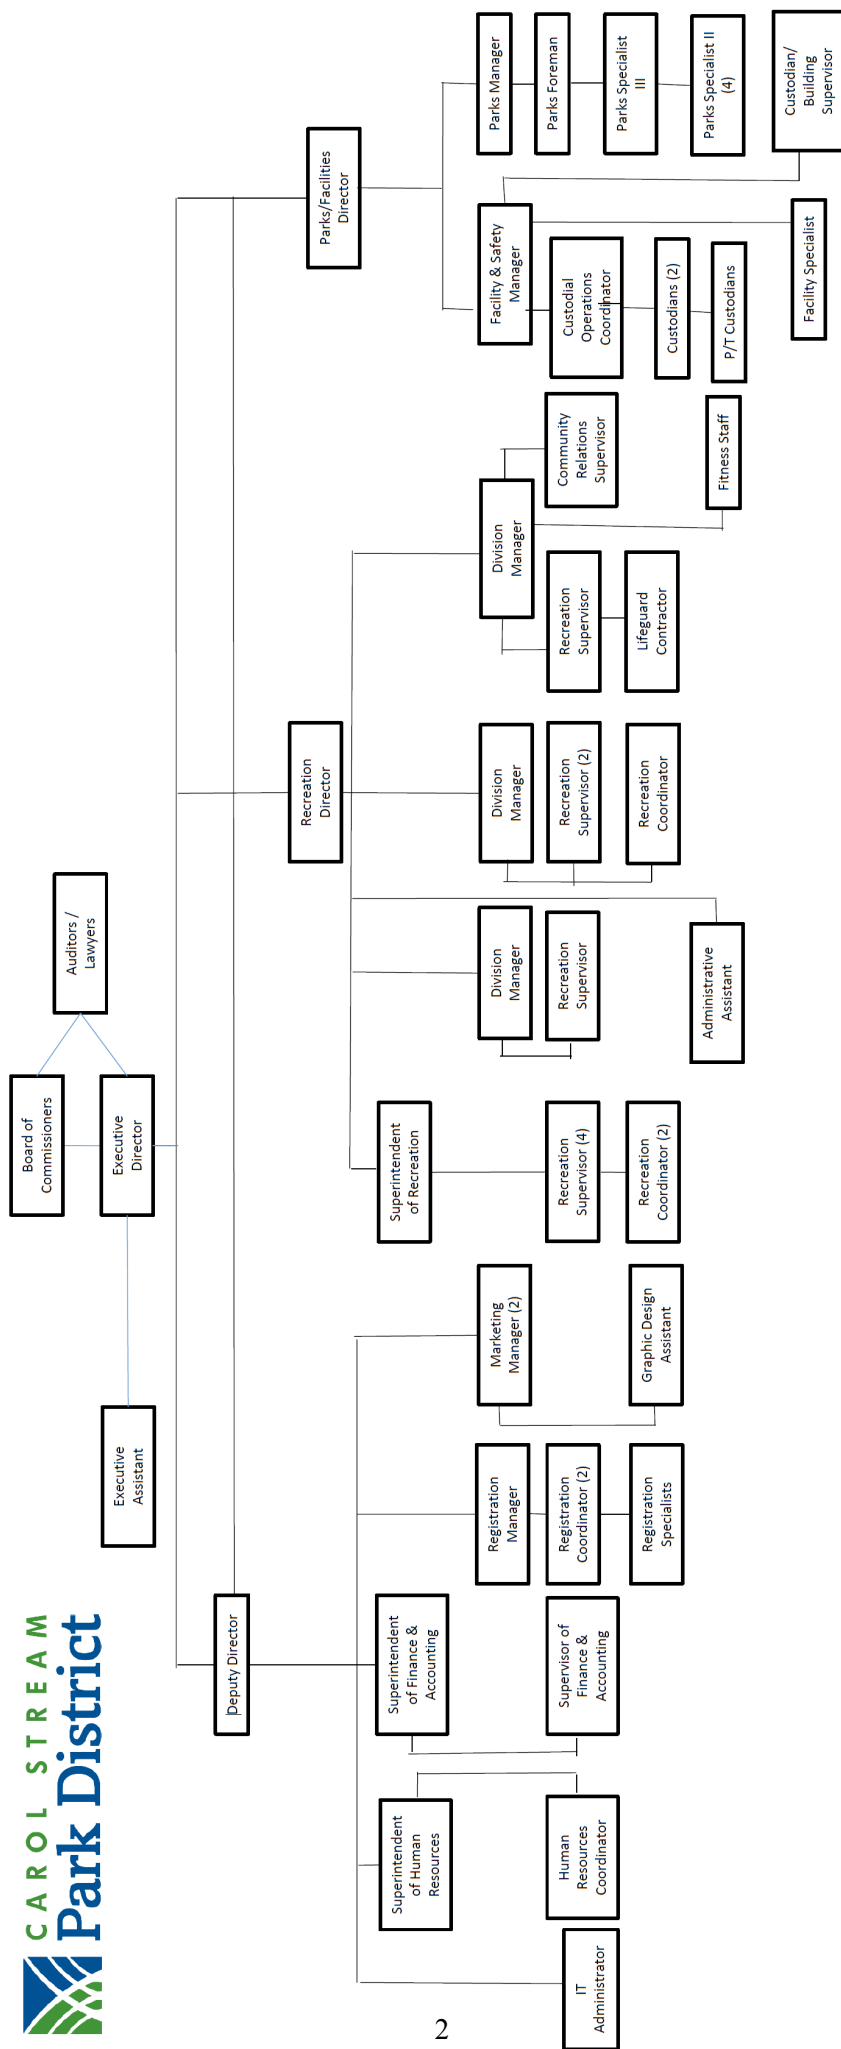 CAROL STREAM
Park District
Board of
Commissioners
Auditors /
Lawyers
Executive
Director
Executive
Assistant
Deputy Director
Recreation
Director
Parks/Facilities
Director
Superintendent
of Human
Resources
Superintendent
of Finance &
Accounting
Superintendent
of Recreation
Registration
Manager
Marketing
Manager (2)
Division
Manager
Division
Manager
Division
Manager
Facility & Safety
Manager
Parks Manager
IT
Administrator
Human
Resources
Coordinator
Supervisor of
Finance &
Accounting
Registration
Coordinator (2)
Recreation
Supervisor (4)
Recreation
Supervisor
Recreation
Supervisor (2)
Recreation
Supervisor
Community
Relations
Supervisor
Custodial
Operations
Coordinator
Parks Foreman
Registration
Specialists
Graphic Design
Assistant
Recreation
Coordinator (2)
Recreation
Coordinator
Lifeguard
Contractor
Custodians (2)
Parks Specialist
III
Administrative
Assistant
Fitness Staff
P/T Custodians
Parks Specialist II
(4)
Facility Specialist
Custodian/
Building
Supervisor
2